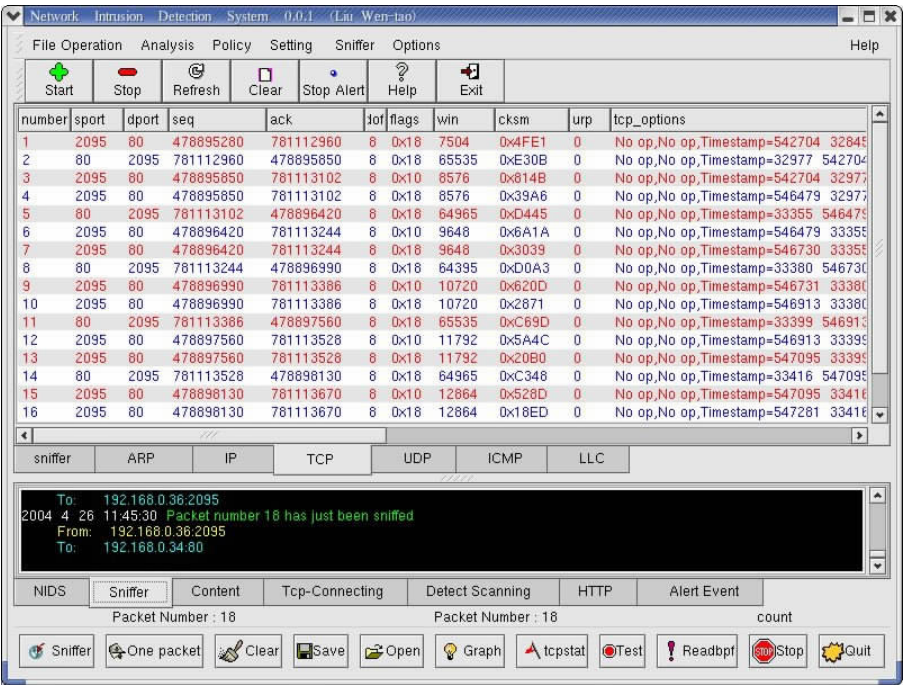 Network Intrusion Detection System 0.0.1 (Liu Wen-tao)
File Operation Analysis Policy Setting Sniffer Options Help
Start Stop Refresh Clear Stop Alert Help Exit
number sport dport seq ack dof flags win cksm urp tcp_options
1 2095 80 478895280 781112960 8 0x18 7504 0x4FE1 0 No op,No op,Timestamp=542704 32845
2 80 2095 781112960 478895850 8 0x18 65535 0xE30B 0 No op,No op,Timestamp=32977 542704
3 2095 80 478895850 781113102 8 0x10 8576 0x814B 0 No op,No op,Timestamp=542704 32977
4 2095 80 478895850 781113102 8 0x18 8576 0x39A6 0 No op,No op,Timestamp=546479 32977
5 80 2095 781113102 478896420 8 0x18 64965 0xD445 0 No op,No op,Timestamp=33355 546479
6 2095 80 478896420 781113244 8 0x10 9648 0x6A1A 0 No op,No op,Timestamp=546479 33355
7 2095 80 478896420 781113244 8 0x18 9648 0x3039 0 No op,No op,Timestamp=546730 33355
8 80 2095 781113244 478896990 8 0x18 64395 0xD0A3 0 No op,No op,Timestamp=33380 546730
9 2095 80 478896990 781113386 8 0x10 10720 0x620D 0 No op,No op,Timestamp=546731 33380
10 2095 80 478896990 781113386 8 0x18 10720 0x2871 0 No op,No op,Timestamp=546913 33380
11 80 2095 781113386 478897560 8 0x18 65535 0xC69D 0 No op,No op,Timestamp=33399 546913
12 2095 80 478897560 781113528 8 0x10 11792 0x5A4C 0 No op,No op,Timestamp=546913 33399
13 2095 80 478897560 781113528 8 0x18 11792 0x20B0 0 No op,No op,Timestamp=547095 33399
14 80 2095 781113528 478898130 8 0x18 64965 0xC348 0 No op,No op,Timestamp=33416 547095
15 2095 80 478898130 781113670 8 0x10 12864 0x528D 0 No op,No op,Timestamp=547095 33416
16 2095 80 478898130 781113670 8 0x18 12864 0x18ED 0 No op,No op,Timestamp=547281 33416
sniffer ARP IP TCP UDP ICMP LLC
To: 192.168.0.36:2095
2004 4 26 11:45:30 Packet number 18 has just been sniffed
From: 192.168.0.36:2095
To: 192.168.0.34:80
NIDS Sniffer Content Tcp-Connecting Detect Scanning HTTP Alert Event
Packet Number : 18 Packet Number : 18 count
Sniffer One packet Clear Save Open Graph tcpstat Test Readbpf STOP Stop Quit